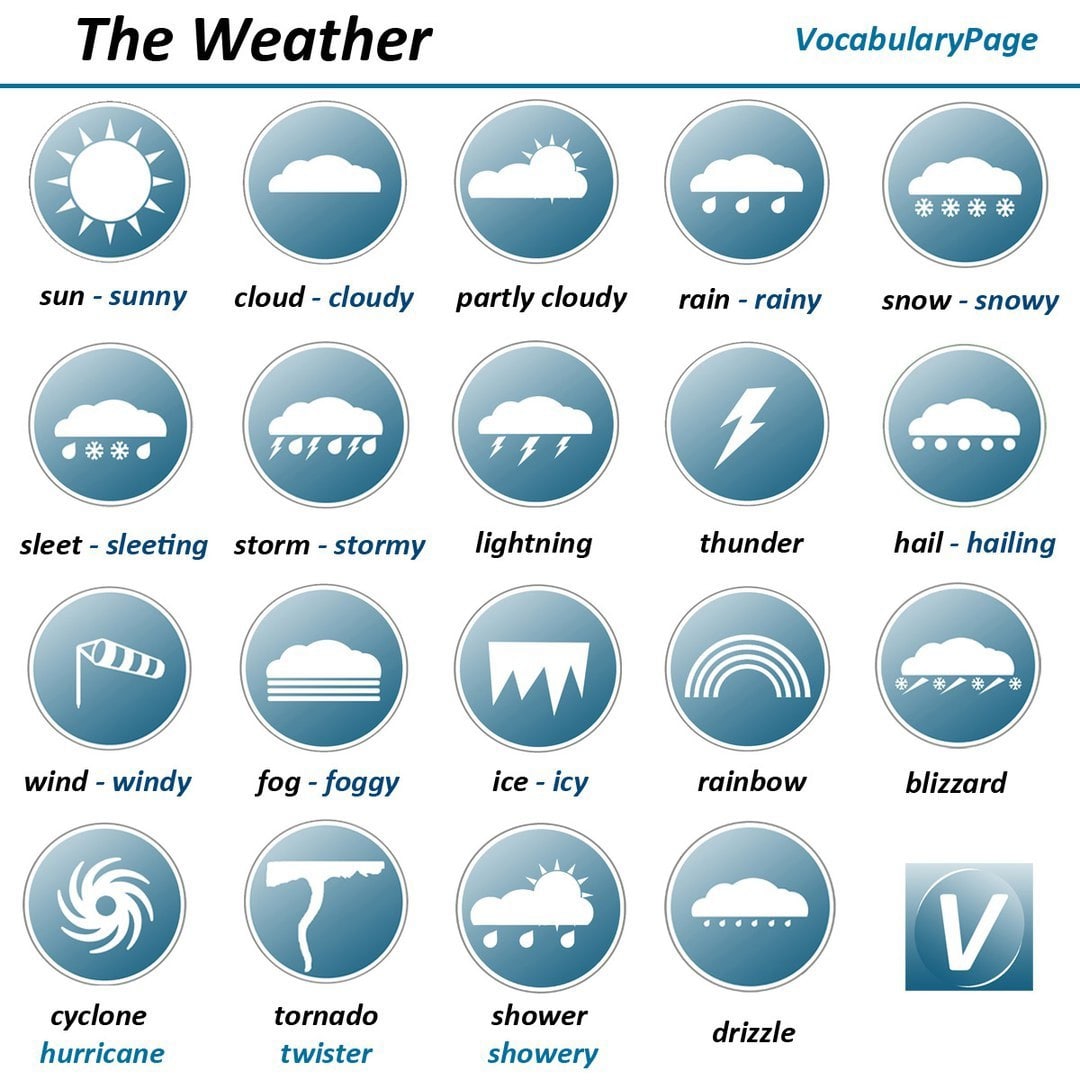 The Weather
VocabularyPage
sun - sunny
cloud - cloudy
partly cloudy
rain - rainy
snow - snowy
sleet - sleeting
storm - stormy
lightning
thunder
hail - hailing
wind - windy
fog - foggy
ice - icy
rainbow
blizzard
cyclone
hurricane
tornado
twister
shower
showery
drizzle
V